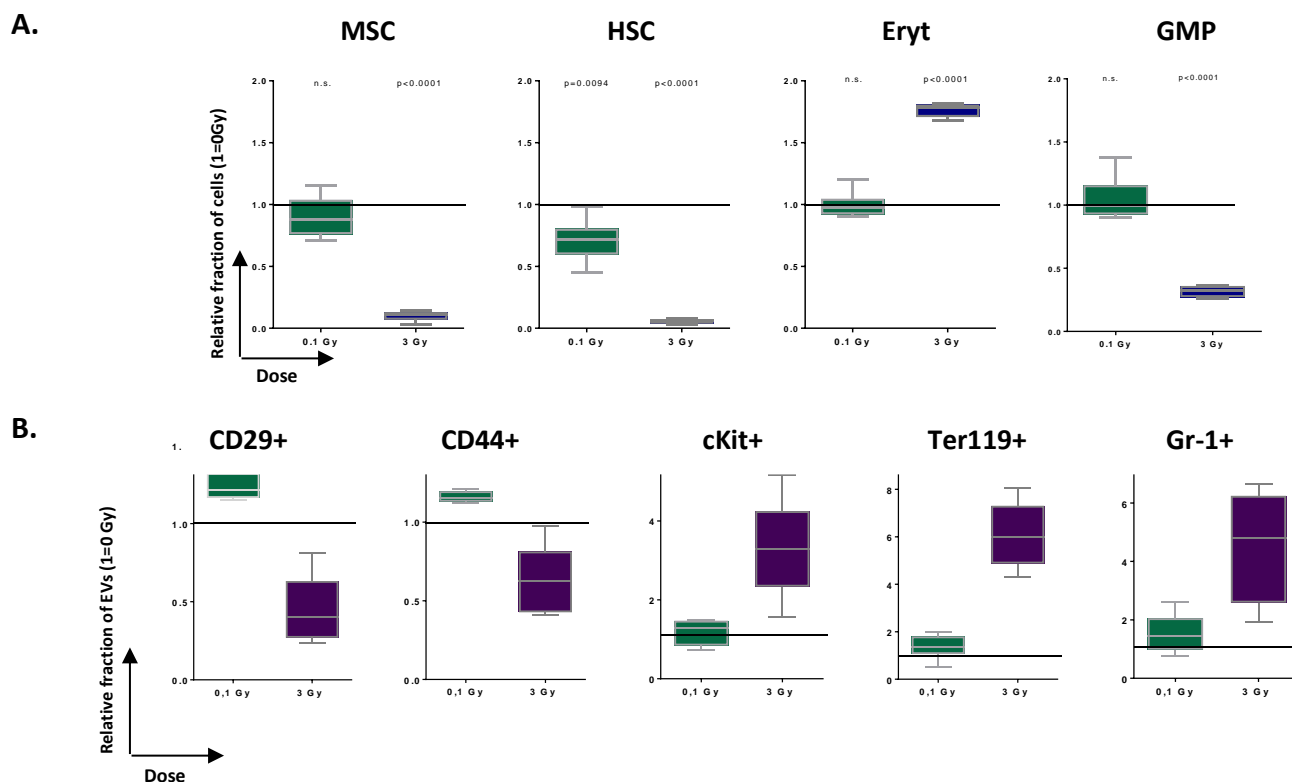 A.
MSC HSC Eryt GMP
Relative fraction of cells (1=0Gy)
2.0 n.s. p<0.0001
1.5
1.0
0.5
0.0
0.1 Gy 3 Gy
2.0 p=0.0094 p<0.0001
1.5
1.0
0.5
0.0
0.1 Gy 3 Gy
2.0 n.s. p<0.0001
1.5
1.0
0.5
0.0
0.1 Gy 3 Gy
2.0 n.s. p<0.0001
1.5
1.0
0.5
0.0
0.1 Gy 3 Gy
Dose
B.
CD29+ CD44+ cKit+ Ter119+ Gr-1+
Relative fraction of EVs (1=0 Gy)
1.
1.0
0.5
0.0
0,1 Gy 3 Gy
1.0
0.5
0.0
0,1 Gy 3 Gy
4
2
0
0,1 Gy 3 Gy
8
6
4
2
0
0,1 Gy 3 Gy
6
4
2
0
0,1 Gy 3 Gy
Dose